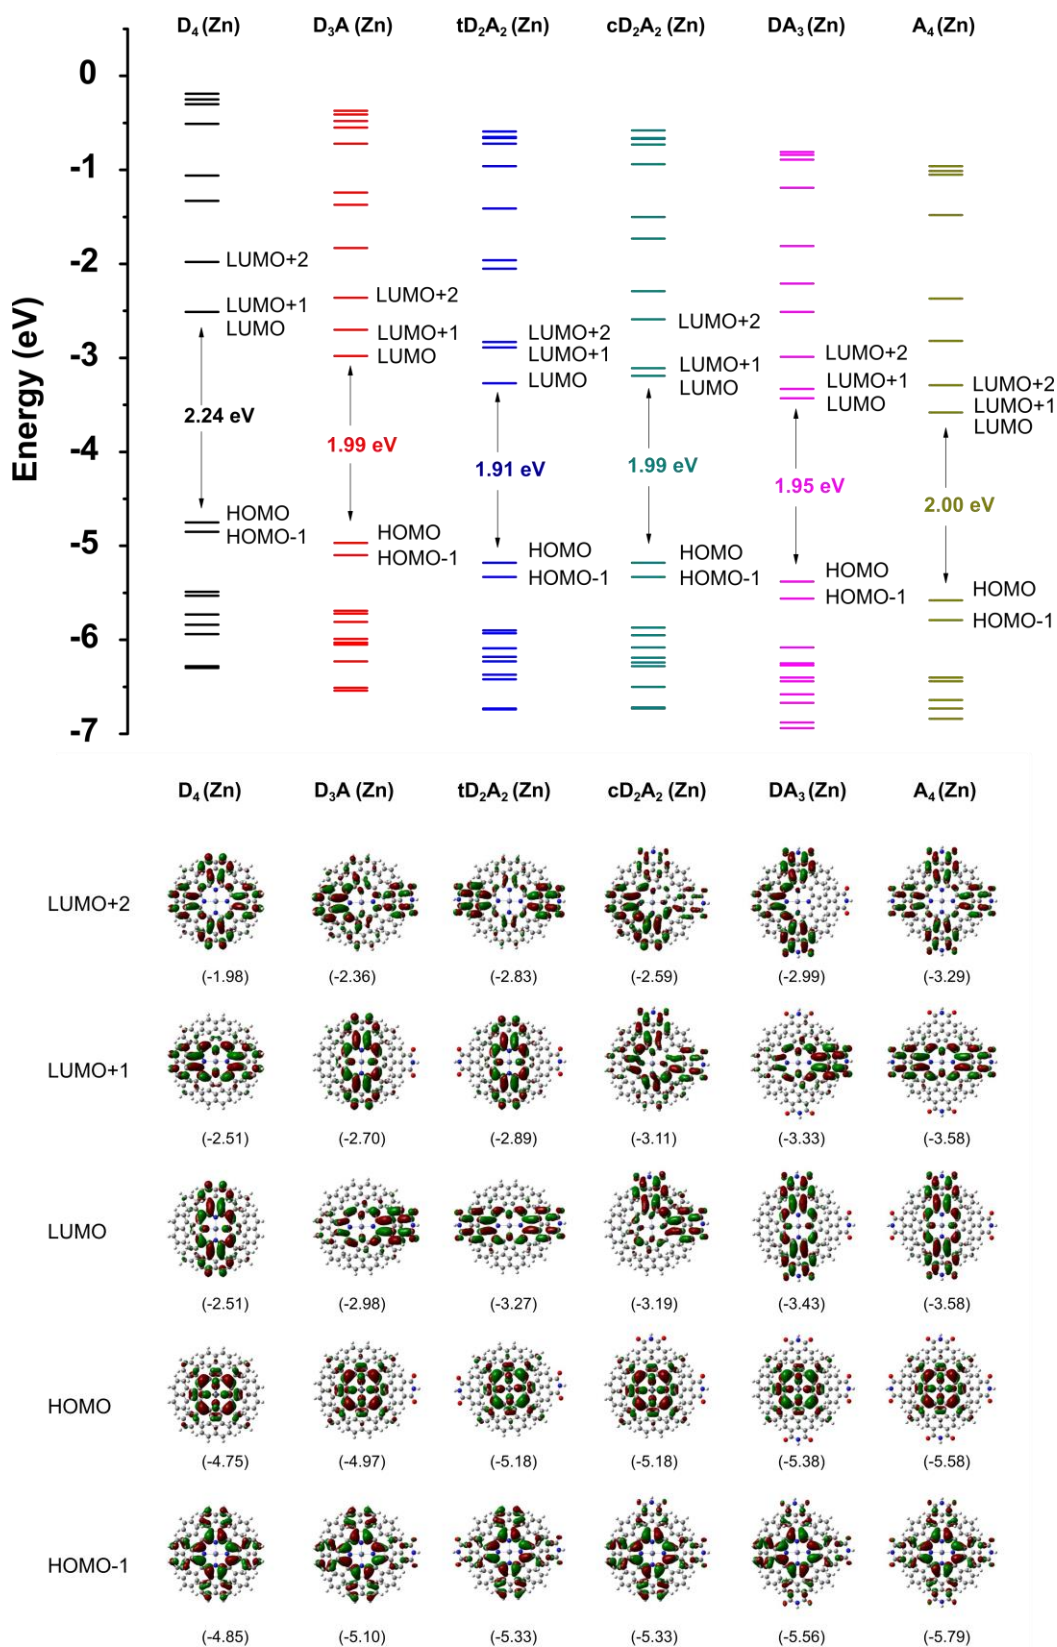 D₄ (Zn) D₃A (Zn) tD₂A₂ (Zn) cD₂A₂ (Zn) DA₃ (Zn) A₄ (Zn)
Energy (eV)
0
-1
-2
-3
-4
-5
-6
-7
LUMO+2
LUMO+1
LUMO
2.24 eV
HOMO
HOMO-1
LUMO+2
LUMO+1
LUMO
1.99 eV
HOMO
HOMO-1
LUMO+2
LUMO+1
LUMO
1.91 eV
HOMO
HOMO-1
LUMO+2
LUMO+1
LUMO
1.99 eV
HOMO
HOMO-1
LUMO+2
LUMO+1
LUMO
1.95 eV
HOMO
HOMO-1
LUMO+2
LUMO+1
LUMO
2.00 eV
HOMO
HOMO-1
D₄ (Zn) D₃A (Zn) tD₂A₂ (Zn) cD₂A₂ (Zn) DA₃ (Zn) A₄ (Zn)
LUMO+2
(-1.98) (-2.36) (-2.83) (-2.59) (-2.99) (-3.29)
LUMO+1
(-2.51) (-2.70) (-2.89) (-3.11) (-3.33) (-3.58)
LUMO
(-2.51) (-2.98) (-3.27) (-3.19) (-3.43) (-3.58)
HOMO
(-4.75) (-4.97) (-5.18) (-5.18) (-5.38) (-5.58)
HOMO-1
(-4.85) (-5.10) (-5.33) (-5.33) (-5.56) (-5.79)